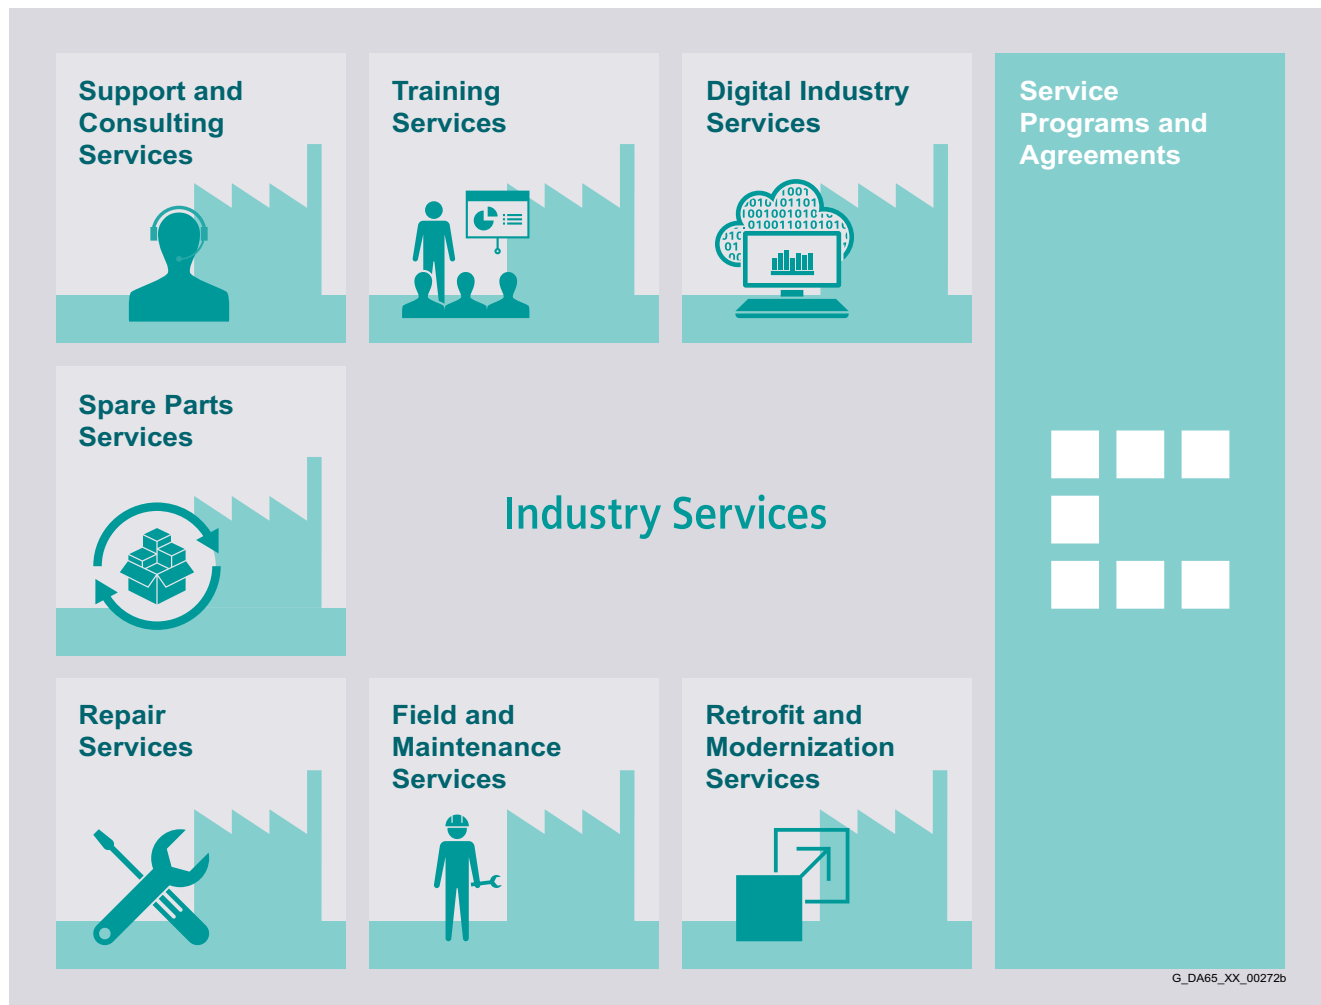 Support and
Consulting
Services
Training
Services
Digital Industry
Services
Service
Programs and
Agreements
Spare Parts
Services
Industry Services
Repair
Services
Field and
Maintenance
Services
Retrofit and
Modernization
Services
G_DA65_XX_00272b